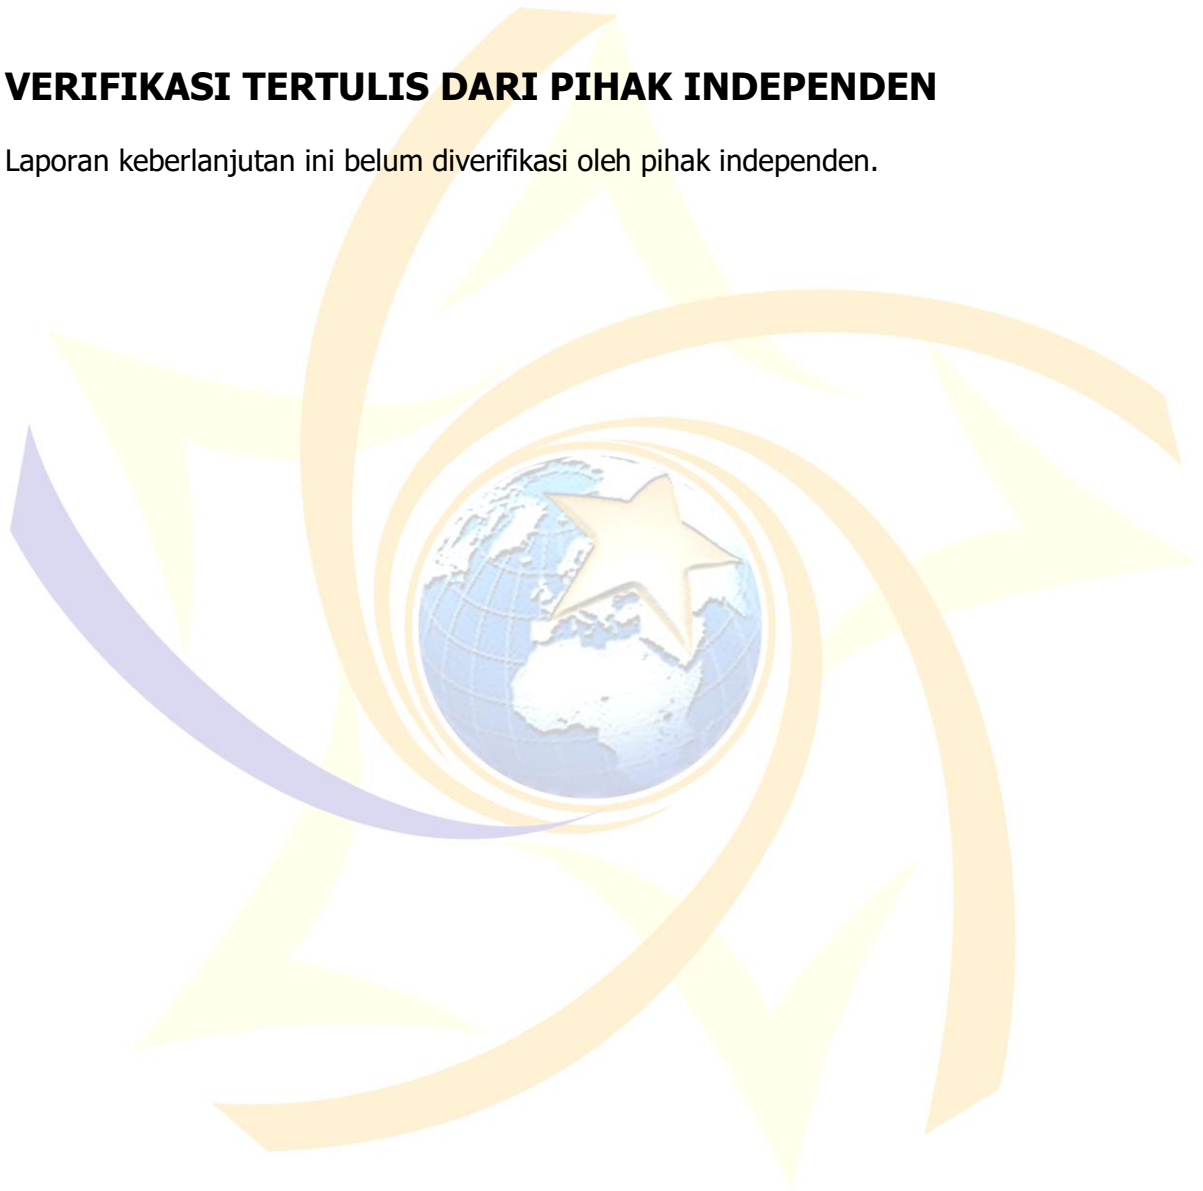 VERIFIKASI TERTULIS DARI PIHAK INDEPENDEN
Laporan keberlanjutan ini belum diverifikasi oleh pihak independen.